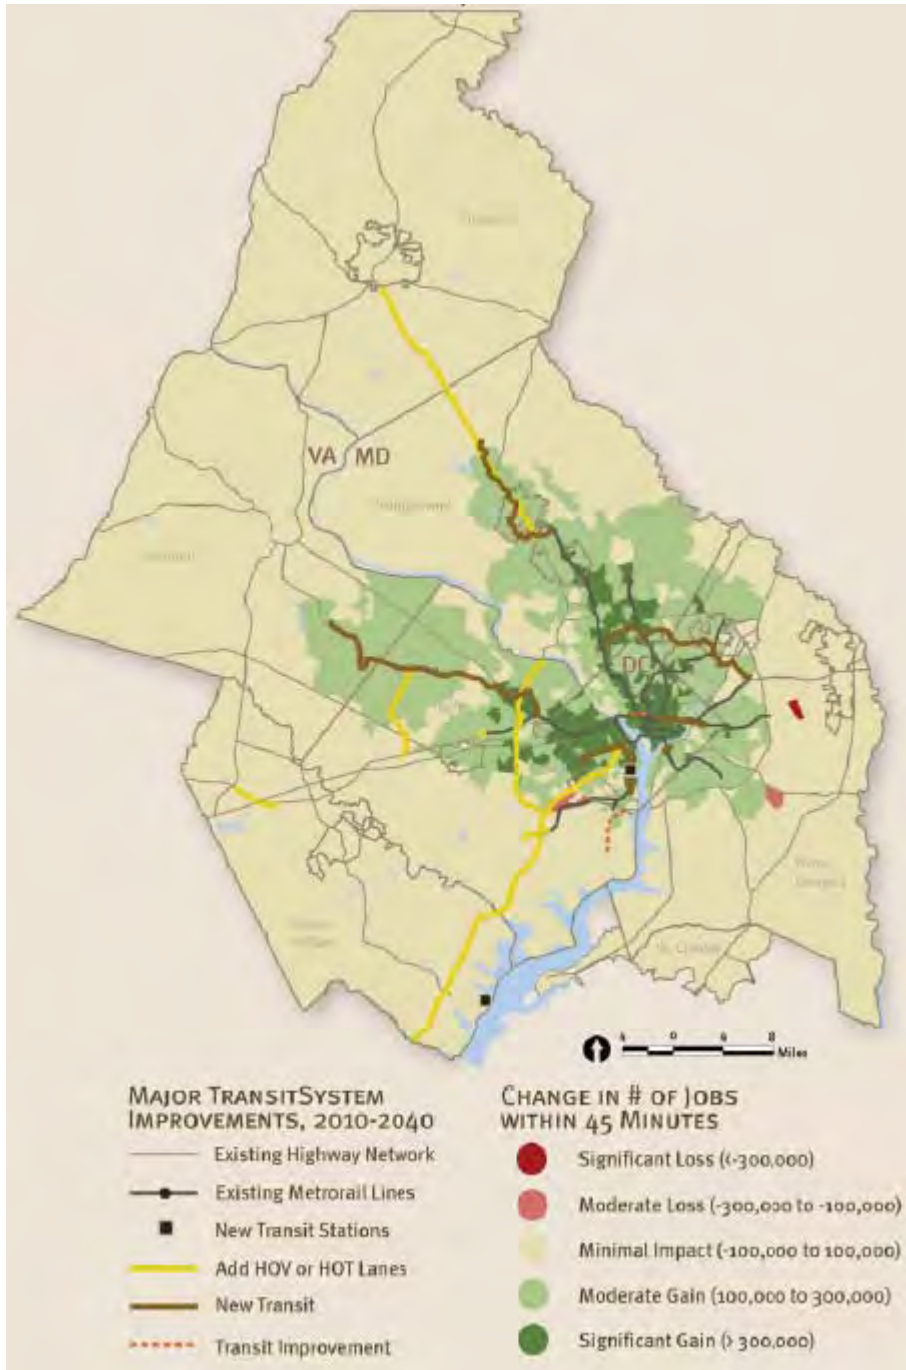 VA MD
DC
4 0 8
Miles
MAJOR TRANSITSYSTEM
IMPROVEMENTS, 2010-2040
Existing Highway Network
Existing Metrorail Lines
New Transit Stations
Add HOV or HOT Lanes
New Transit
Transit Improvement
CHANGE IN # OF JOBS
WITHIN 45 MINUTES
Significant Loss (<-300,000)
Moderate Loss (-300,000 to -100,000)
Minimal Impact (-100,000 to 100,000)
Moderate Gain (100,000 to 300,000)
Significant Gain (> 300,000)